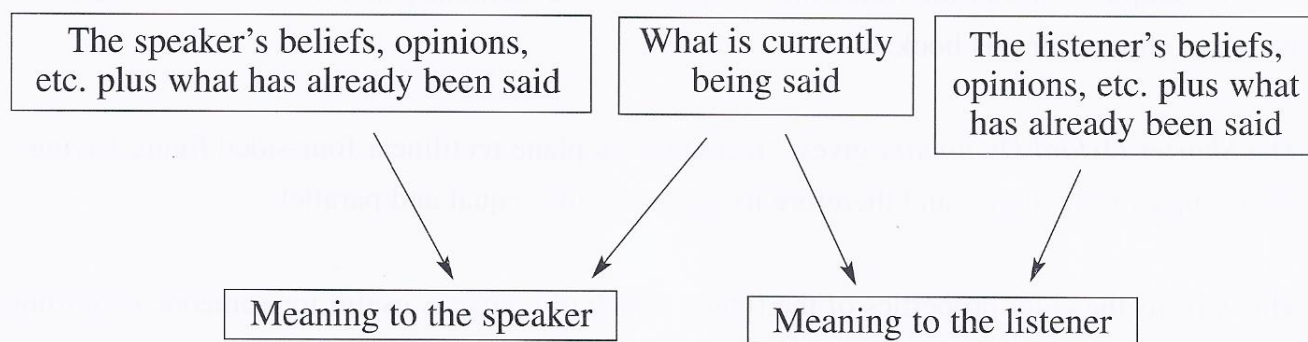 The speaker's beliefs, opinions,
etc. plus what has already been said
What is currently
being said
The listener's beliefs,
opinions, etc. plus what
has already been said
Meaning to the speaker
Meaning to the listener